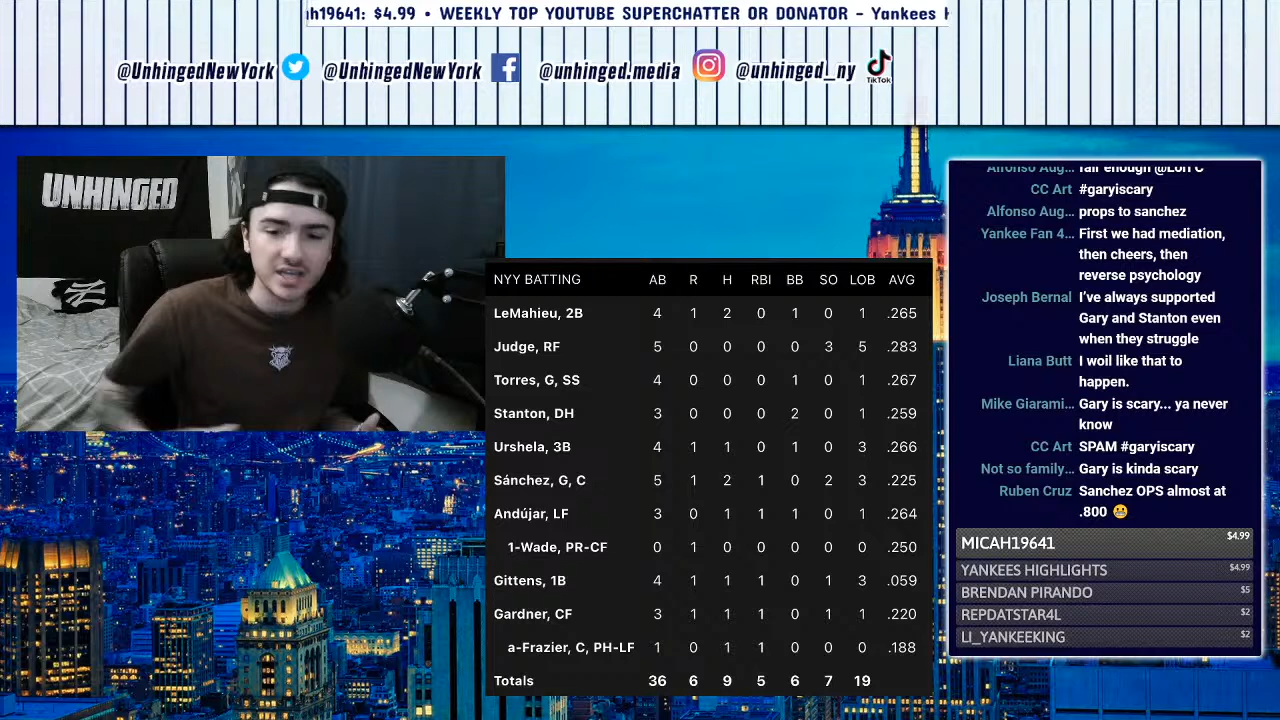 h19641: $4.99 • WEEKLY TOP YOUTUBE SUPERCHATTER OR DONATOR - Yankees
@UnhingedNewYork @UnhingedNewYork @unhinged.media @unhinged_ny
TikTok
UNHINGED
NYY BATTING AB R H RBI BB SO LOB AVG
LeMahieu, 2B 4 1 2 0 1 0 1 .265
Judge, RF 5 0 0 0 0 3 5 .283
Torres, G, SS 4 0 0 0 1 0 1 .267
Stanton, DH 3 0 0 0 2 0 1 .259
Urshela, 3B 4 1 1 0 1 0 3 .266
Sánchez, G, C 5 1 2 1 0 2 3 .225
Andújar, LF 3 0 1 1 1 0 1 .264
1-Wade, PR-CF 0 1 0 0 0 0 0 .250
Gittens, 1B 4 1 1 1 0 1 3 .059
Gardner, CF 3 1 1 1 0 1 1 .220
a-Frazier, C, PH-LF 1 0 1 1 0 0 0 .188
Totals 36 6 9 5 6 7 19
Alfonso Aug... fair enough @Lori C
CC Art #garyiscary
Alfonso Aug... props to sanchez
Yankee Fan 4... First we had mediation,
then cheers, then
reverse psychology
Joseph Bernal I've always supported
Gary and Stanton even
when they struggle
Liana Butt I woil like that to
happen.
Mike Giarami... Gary is scary... ya never
know
CC Art SPAM #garyiscary
Not so family... Gary is kinda scary
Ruben Cruz Sanchez OPS almost at
.800 😬
MICAH19641 $4.99
YANKEES HIGHLIGHTS $4.99
BRENDAN PIRANDO $5
REPDATSTAR4L $2
LI_YANKEEKING $2